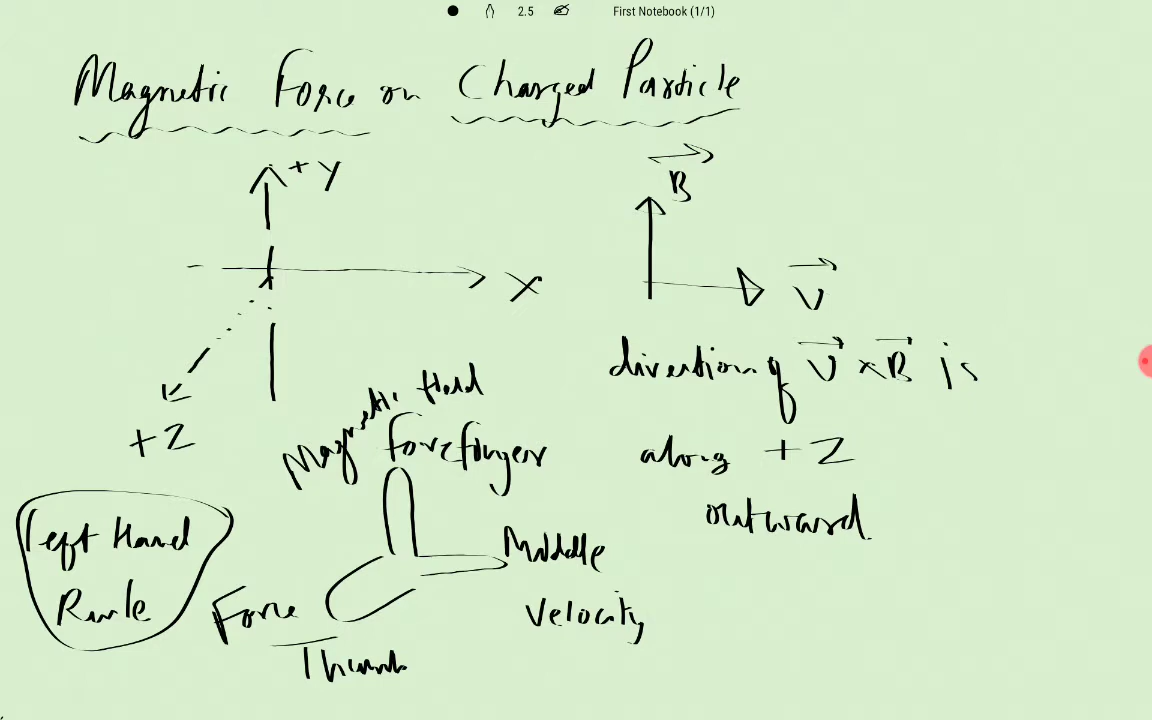 2.5 First Notebook (1/1)
Magnetic Force on Charged Particle
+ Y
B
X
V
direction of V × B is
along + Z
outward.
+ Z
Magnetic Field
forefinger
Left Hand
Rule
Middle
Velocity
Force
Thumb